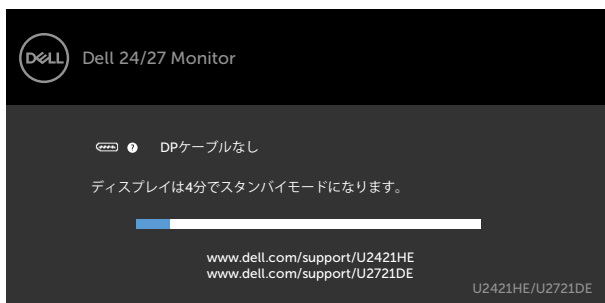 DELL
Dell 24/27 Monitor
? DPケーブルなし
ディスプレイは4分でスタンバイモードになります。
www.dell.com/support/U2421HE
www.dell.com/support/U2721DE
U2421HE/U2721DE